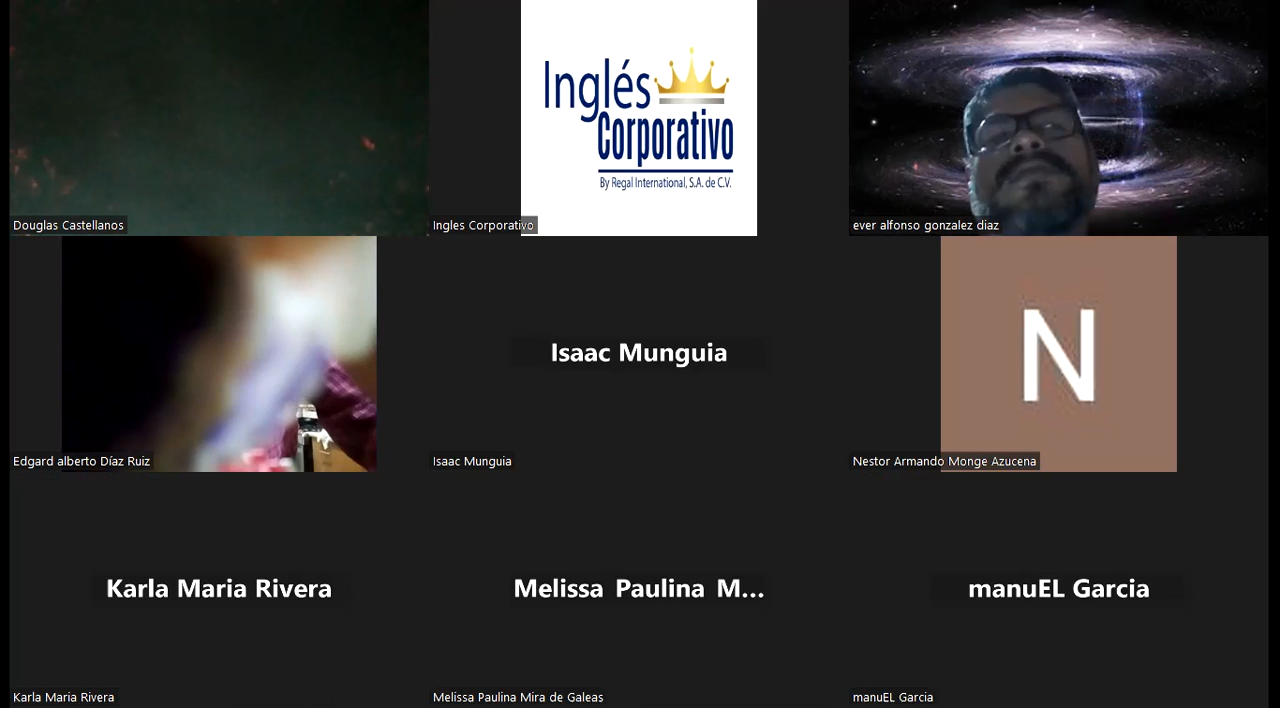 Inglés
Corporativo
By Regal International, S.A. de C.V.
Douglas Castellanos
Ingles Corporativo
ever alfonso gonzalez diaz
Isaac Munguia
N
Edgard alberto Díaz Ruiz
Isaac Munguia
Nestor Armando Monge Azucena
Karla Maria Rivera
Melissa Paulina M...
manuEL Garcia
Karla Maria Rivera
Melissa Paulina Mira de Galeas
manuEL Garcia